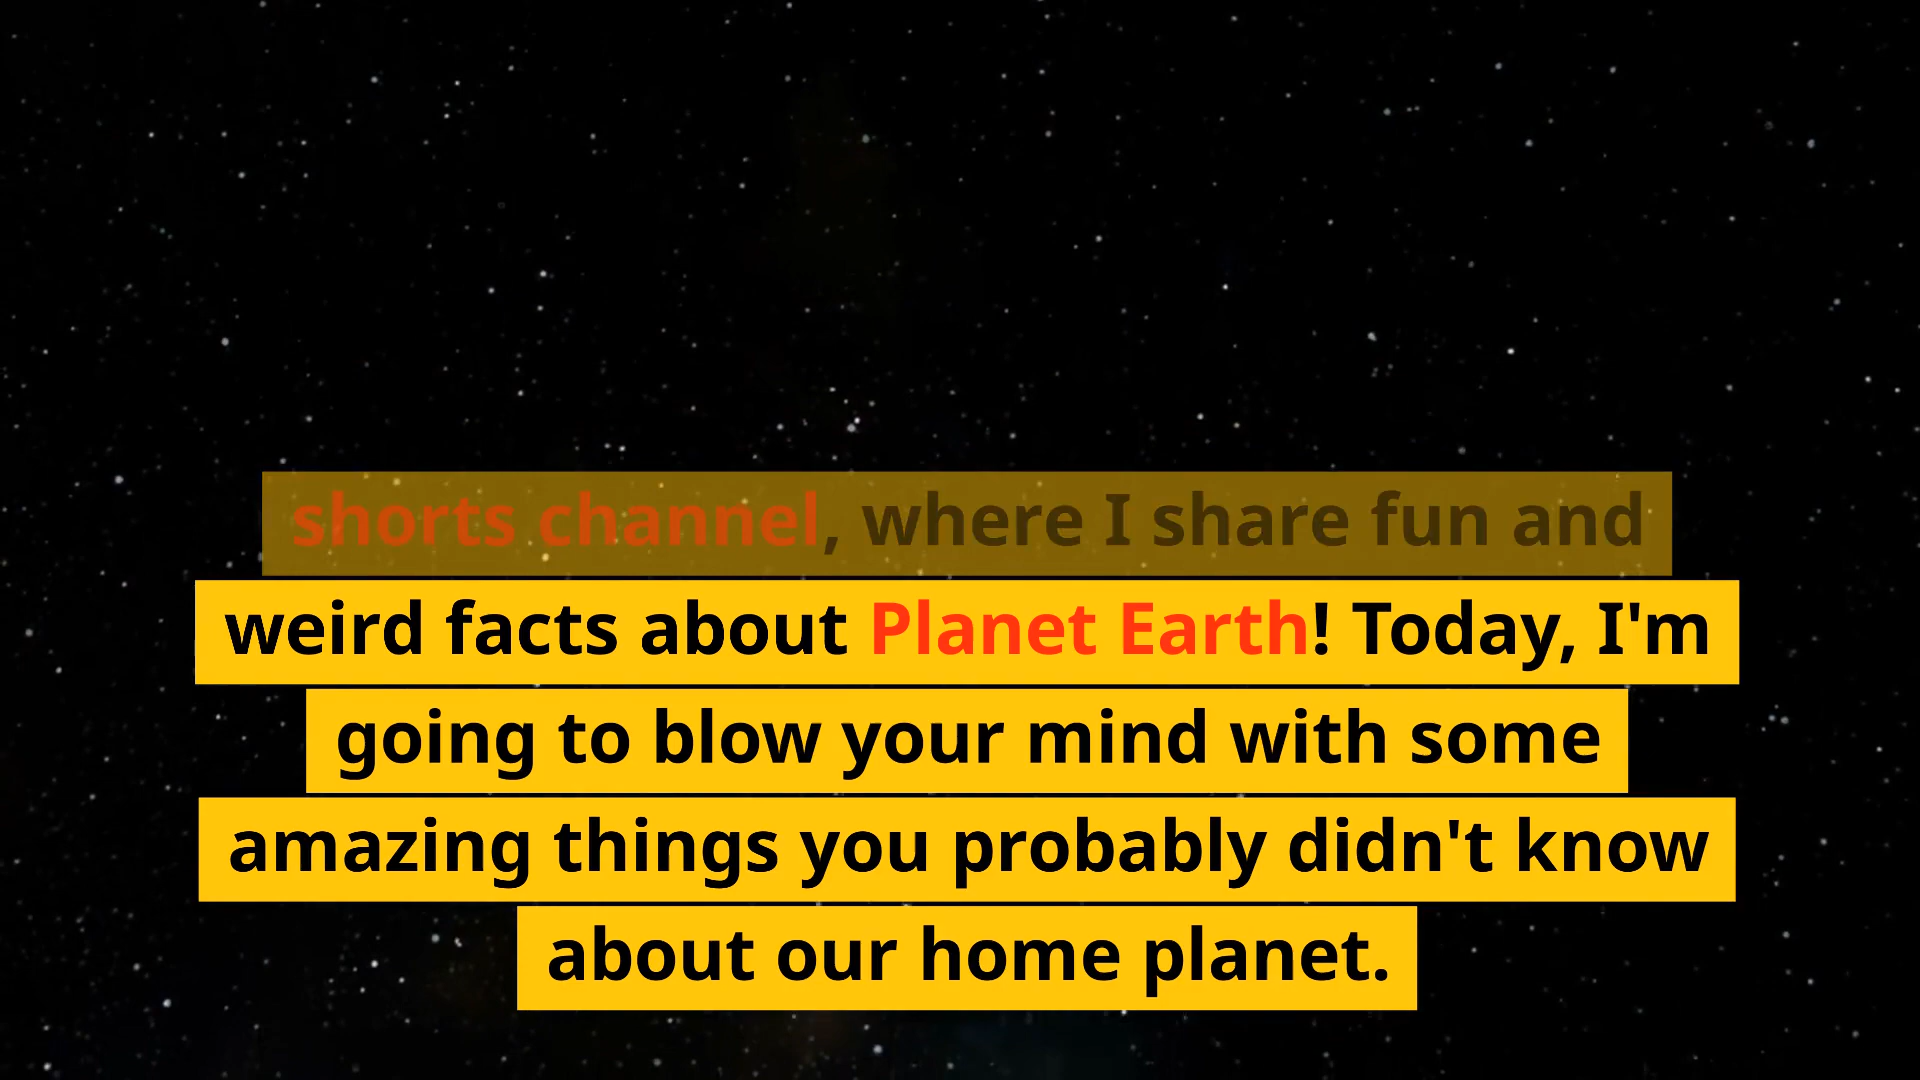 shorts channel, where I share fun and
weird facts about Planet Earth! Today, I'm
going to blow your mind with some
amazing things you probably didn't know
about our home planet.